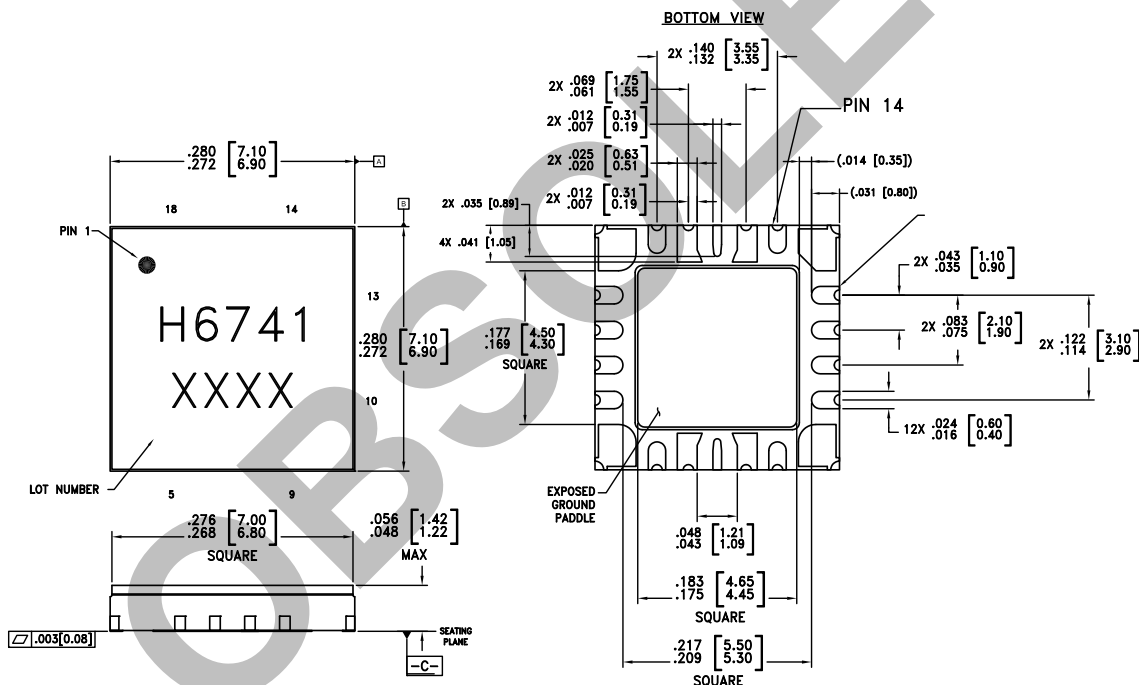 BOTTOM VIEW
2X .140 [3.55]
.132 [3.35]
2X .069 [1.75]
.061 [1.55]
PIN 14
2X .012 [0.31]
.007 [0.19]
.280 [7.10]
.272 [6.90]
A
2X .025 [0.63]
.020 [0.51]
(.014 [0.35])
2X .012 [0.31]
.007 [0.19]
(.031 [0.80])
2X .035 [0.89]
B
18 14
PIN 1
4X .041 [1.05]
2X .043 [1.10]
.035 [0.90]
13
H6741
.280 [7.10]
.272 [6.90]
.177 [4.50]
.169 [4.30]
SQUARE
2X .083 [2.10]
.075 [1.90]
2X .122 [3.10]
.114 [2.90]
XXXX
10
12X .024 [0.60]
.016 [0.40]
LOT NUMBER
5 9
EXPOSED
GROUND
PADDLE
.276 [7.00]
.268 [6.80]
SQUARE
.056 [1.42]
.048 [1.22]
MAX
.048 [1.21]
.043 [1.09]
.183 [4.65]
.175 [4.45]
SQUARE
.003[0.08]
SEATING
PLANE
-C-
.217 [5.50]
.209 [5.30]
SQUARE
OBSOLE